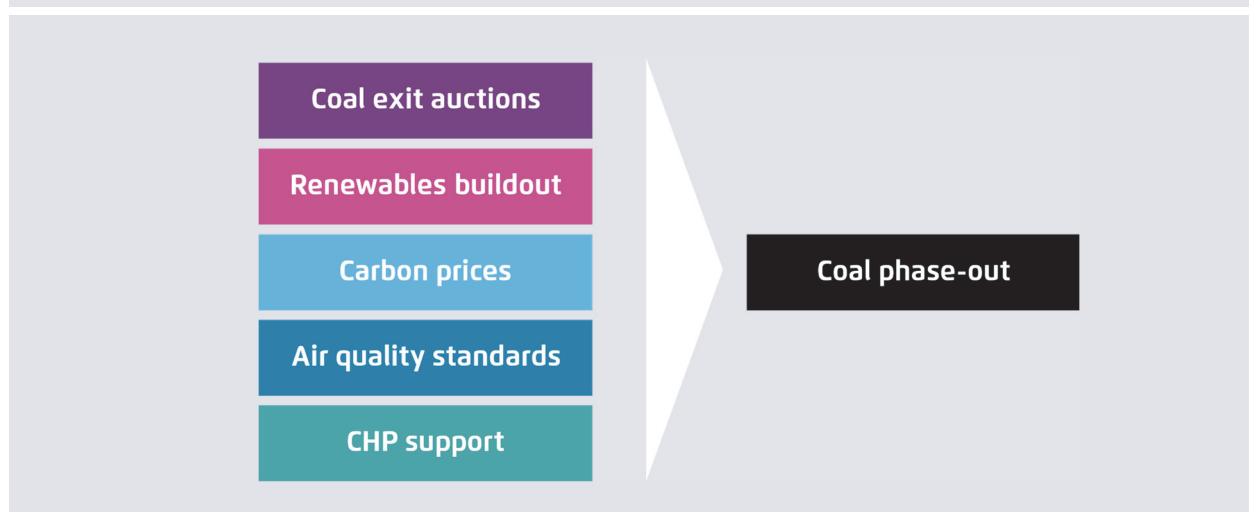 Coal exit auctions
Renewables buildout
Carbon prices
Air quality standards
CHP support
Coal phase-out